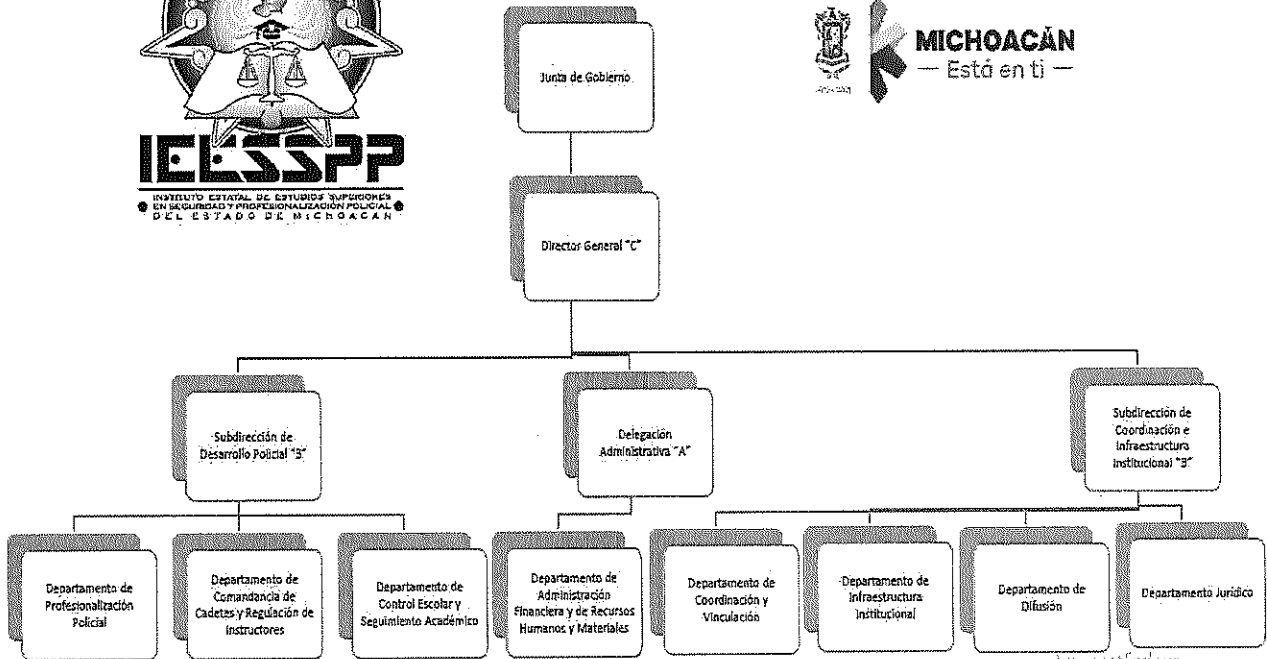 IEESSPP
INSTITUTO ESTATAL DE ESTUDIOS SUPERIORES
EN SEGURIDAD Y PROFESIONALIZACIÓN POLICIAL
DEL ESTADO DE MICHOACAN
MICHOACÁN
— Está en ti —
Junta de Gobierno
Director General "C"
Subdirección de
Desarrollo Policial "B"
Delegación
Administrativa "A"
Subdirección de
Coordinación e
Infraestructura
Institucional "B"
Departamento de
Profesionalización
Policial
Departamento de
Comandancia de
Cadetes y Regulación de
Instructores
Departamento de
Control Escolar y
Seguimiento Académico
Departamento de
Administración
Financiera y de Recursos
Humanos y Materiales
Departamento de
Coordinación y
Vinculación
Departamento de
Infraestructura
Institucional
Departamento de
Difusión
Departamento Jurídico